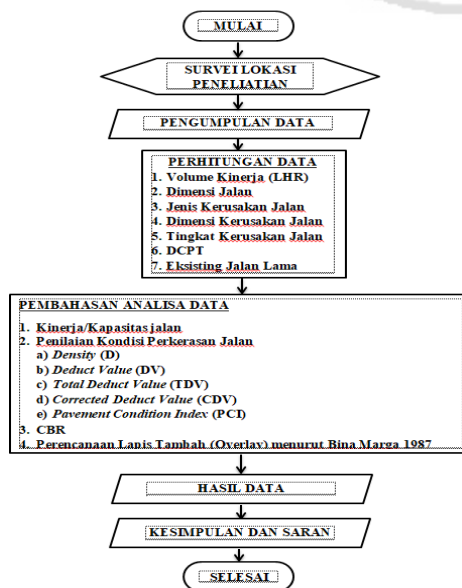 MULAI
SURVEI LOKASI
PENELIATIAN
PENGUMPULAN DATA
PERHITUNGAN DATA
1. Volume Kinerja (LHR)
2. Dimensi Jalan
3. Jenis Kerusakan Jalan
4. Dimensi Kerusakan Jalan
5. Tingkat Kerusakan Jalan
6. DCPT
7. Eksisting Jalan Lama
PEMBAHASAN ANALISA DATA
1. Kinerja/Kapasitas jalan
2. Penilaian Kondisi Perkerasan Jalan
a) Density (D)
b) Deduct Value (DV)
c) Total Deduct Value (TDV)
d) Corrected Deduct Value (CDV)
e) Pavement Condition Index (PCI)
3. CBR
4. Perencanaan Lapis Tambah (Overlay) menurut Bina Marga 1987
HASIL DATA
KESIMPULAN DAN SARAN
SELESAI